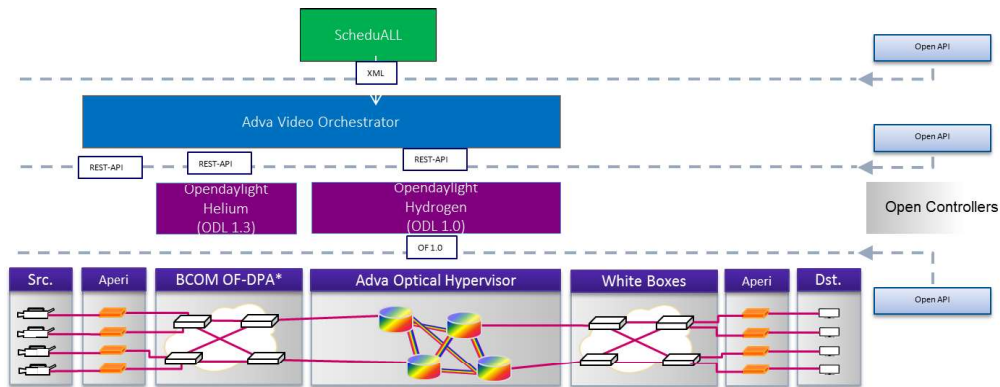 ScheduALL
Open API
XML
Adva Video Orchestrator
Open API
REST-API
REST-API
REST-API
Opendaylight
Helium
(ODL 1.3)
Opendaylight
Hydrogen
(ODL 1.0)
Open Controllers
OF 1.0
Src.
Aperi
BCOM OF-DPA*
Adva Optical Hypervisor
White Boxes
Aperi
Dst.
Open API